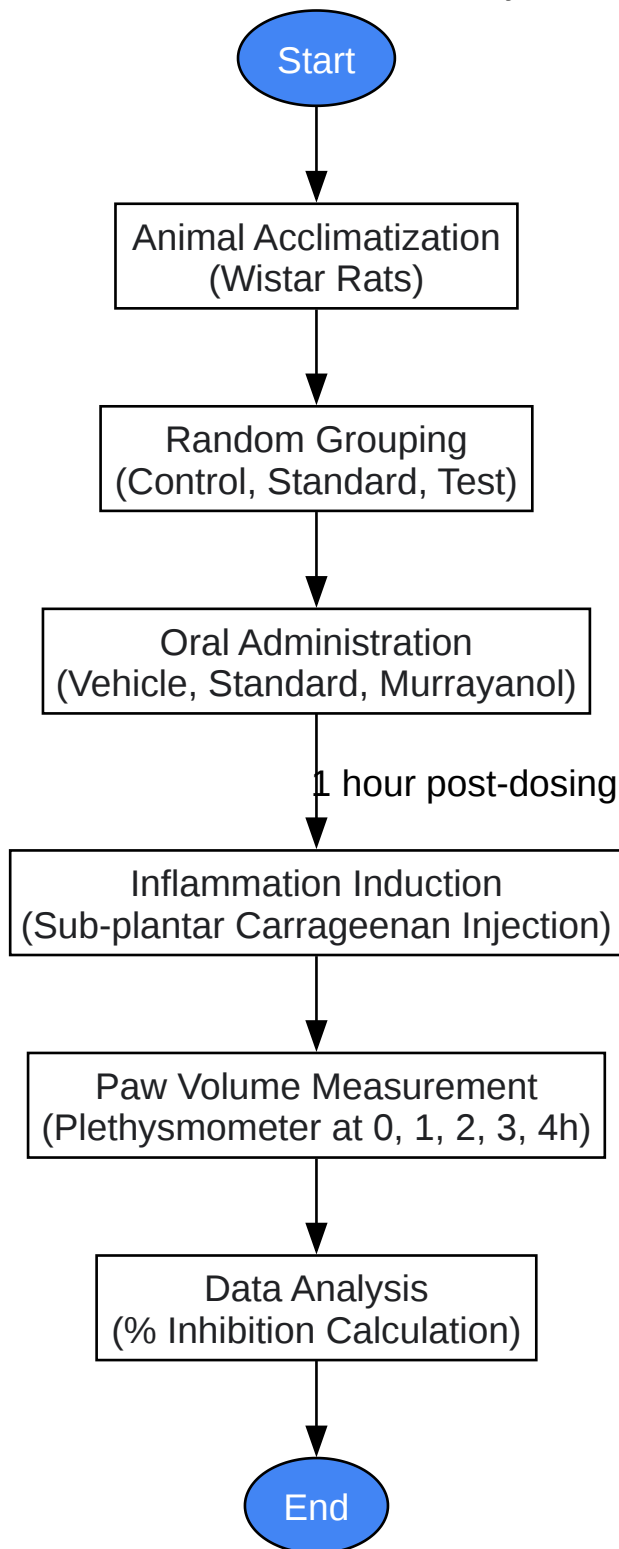 Start
Animal Acclimatization
(Wistar Rats)
Random Grouping
(Control, Standard, Test)
Oral Administration
(Vehicle, Standard, Murrayanol)
1 hour post-dosing
Inflammation Induction
(Sub-plantar Carrageenan Injection)
Paw Volume Measurement
(Plethysmometer at 0, 1, 2, 3, 4h)
Data Analysis
(% Inhibition Calculation)
End